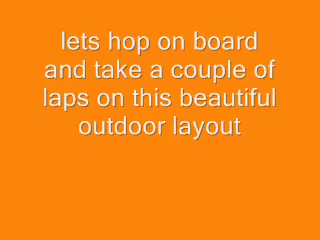 lets hop on board
and take a couple of
laps on this beautiful
outdoor layout